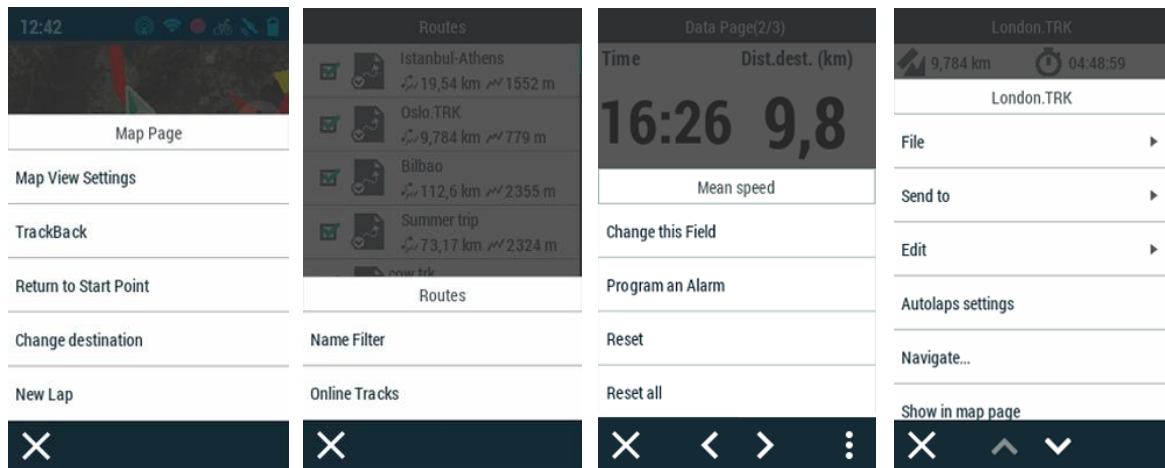 12:42
Map Page
Map View Settings
TrackBack
Return to Start Point
Change destination
New Lap
Routes
Istanbul-Athens
19,54 km 1552 m
Oslo.TRK
9,784 km 779 m
Bilbao
112,6 km 2355 m
Summer trip
73,17 km 2324 m
cow.trk
Routes
Name Filter
Online Tracks
Data Page(2/3)
Time Dist.dest. (km)
16:26 9,8
Mean speed
Change this Field
Program an Alarm
Reset
Reset all
London.TRK
9,784 km 04:48:59
London.TRK
File
Send to
Edit
Autolaps settings
Navigate...
Show in map page